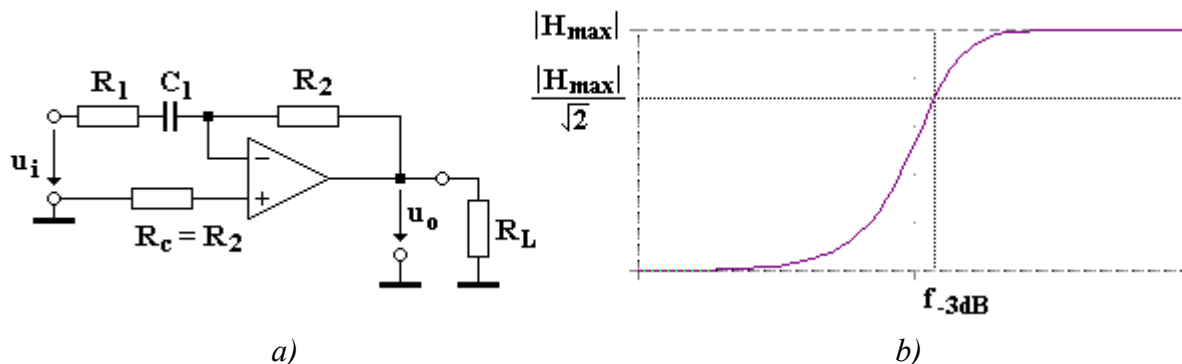 R1
C1
R2
ui
−
+
Rc = R2
uo
RL
a)
|Hmax|
|Hmax|
√2
f-3dB
b)